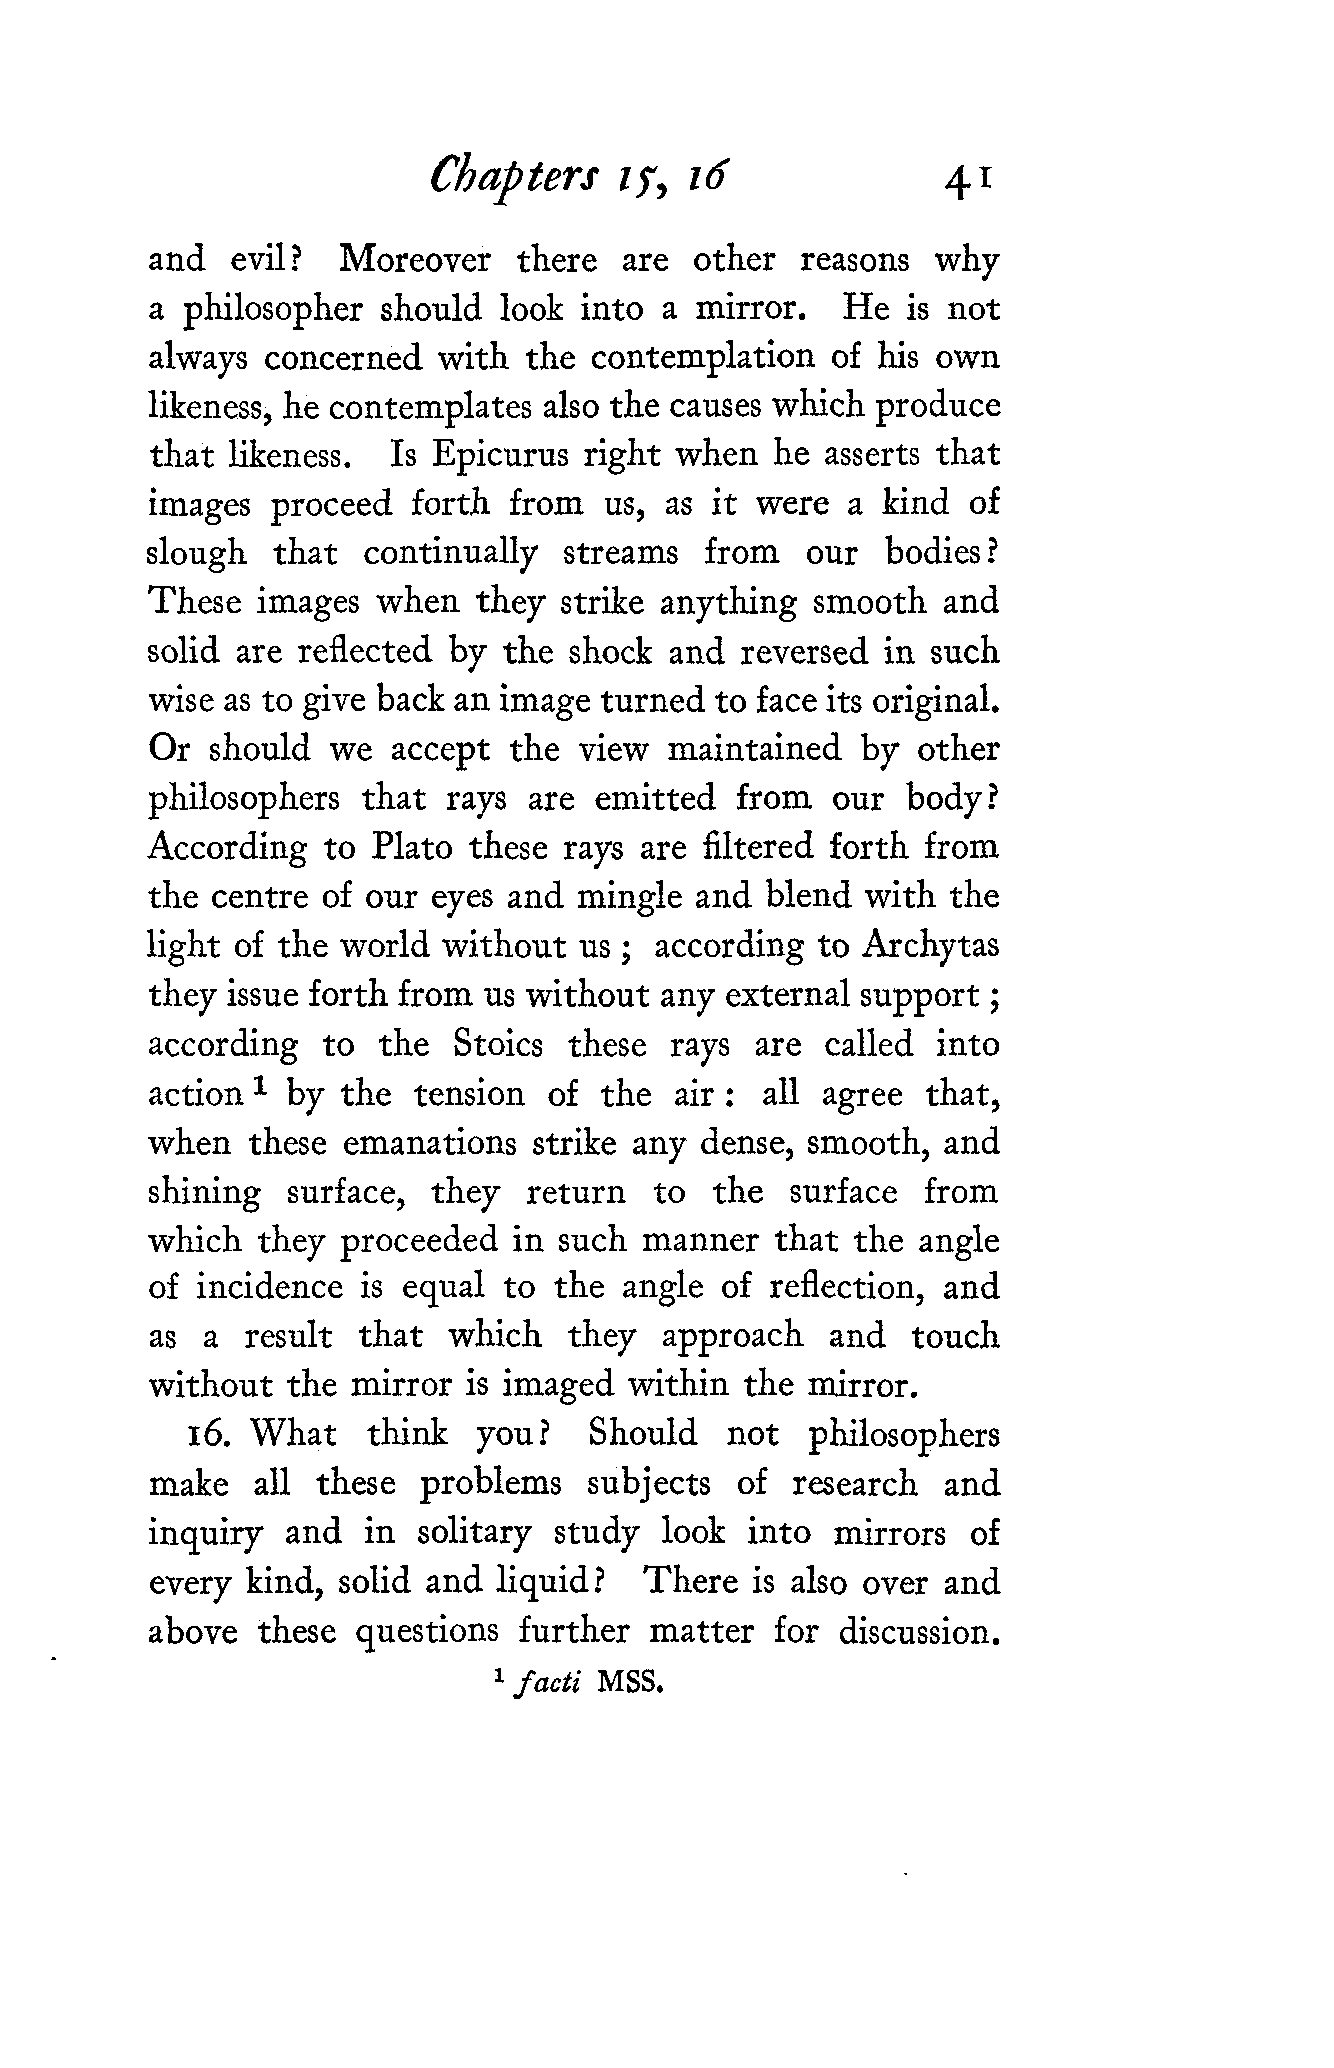 Chapters 15, 16 41
and evil? Moreover there are other reasons why
a philosopher should look into a mirror. He is not
always concerned with the contemplation of his own
likeness, he contemplates also the causes which produce
that likeness. Is Epicurus right when he asserts that
images proceed forth from us, as it were a kind of
slough that continually streams from our bodies?
These images when they strike anything smooth and
solid are reflected by the shock and reversed in such
wise as to give back an image turned to face its original.
Or should we accept the view maintained by other
philosophers that rays are emitted from our body?
According to Plato these rays are filtered forth from
the centre of our eyes and mingle and blend with the
light of the world without us ; according to Archytas
they issue forth from us without any external support ;
according to the Stoics these rays are called into
action ¹ by the tension of the air : all agree that,
when these emanations strike any dense, smooth, and
shining surface, they return to the surface from
which they proceeded in such manner that the angle
of incidence is equal to the angle of reflection, and
as a result that which they approach and touch
without the mirror is imaged within the mirror.
16. What think you? Should not philosophers
make all these problems subjects of research and
inquiry and in solitary study look into mirrors of
every kind, solid and liquid? There is also over and
above these questions further matter for discussion.
¹ facti MSS.